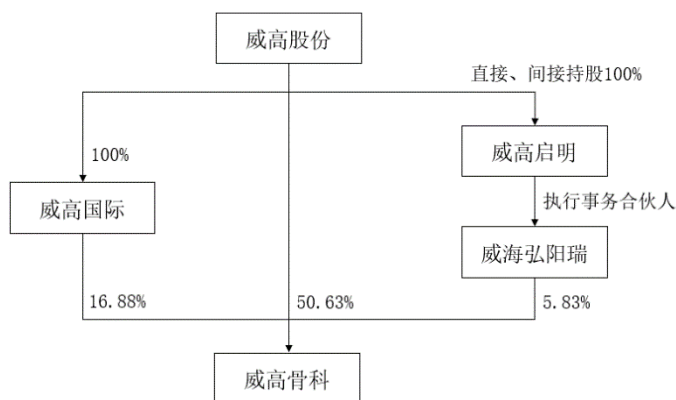 威高股份
直接、间接持股100%
威高启明
100%
威高国际
执行事务合伙人
威海弘阳瑞
16.88%
50.63%
5.83%
威高骨科